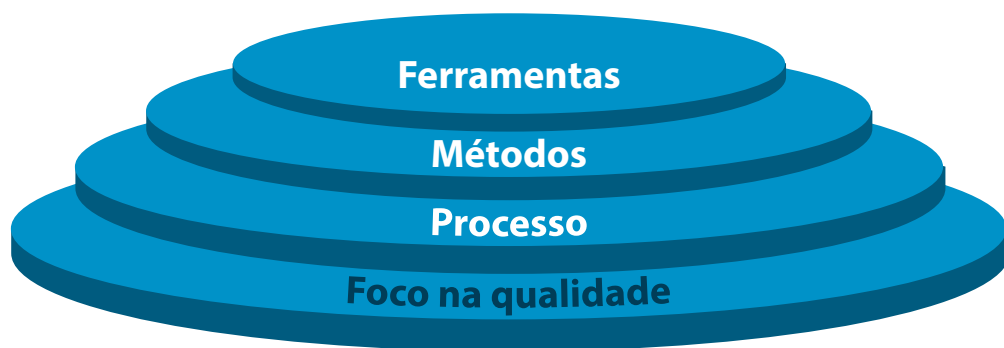 Ferramentas
Métodos
Processo
Foco na qualidade